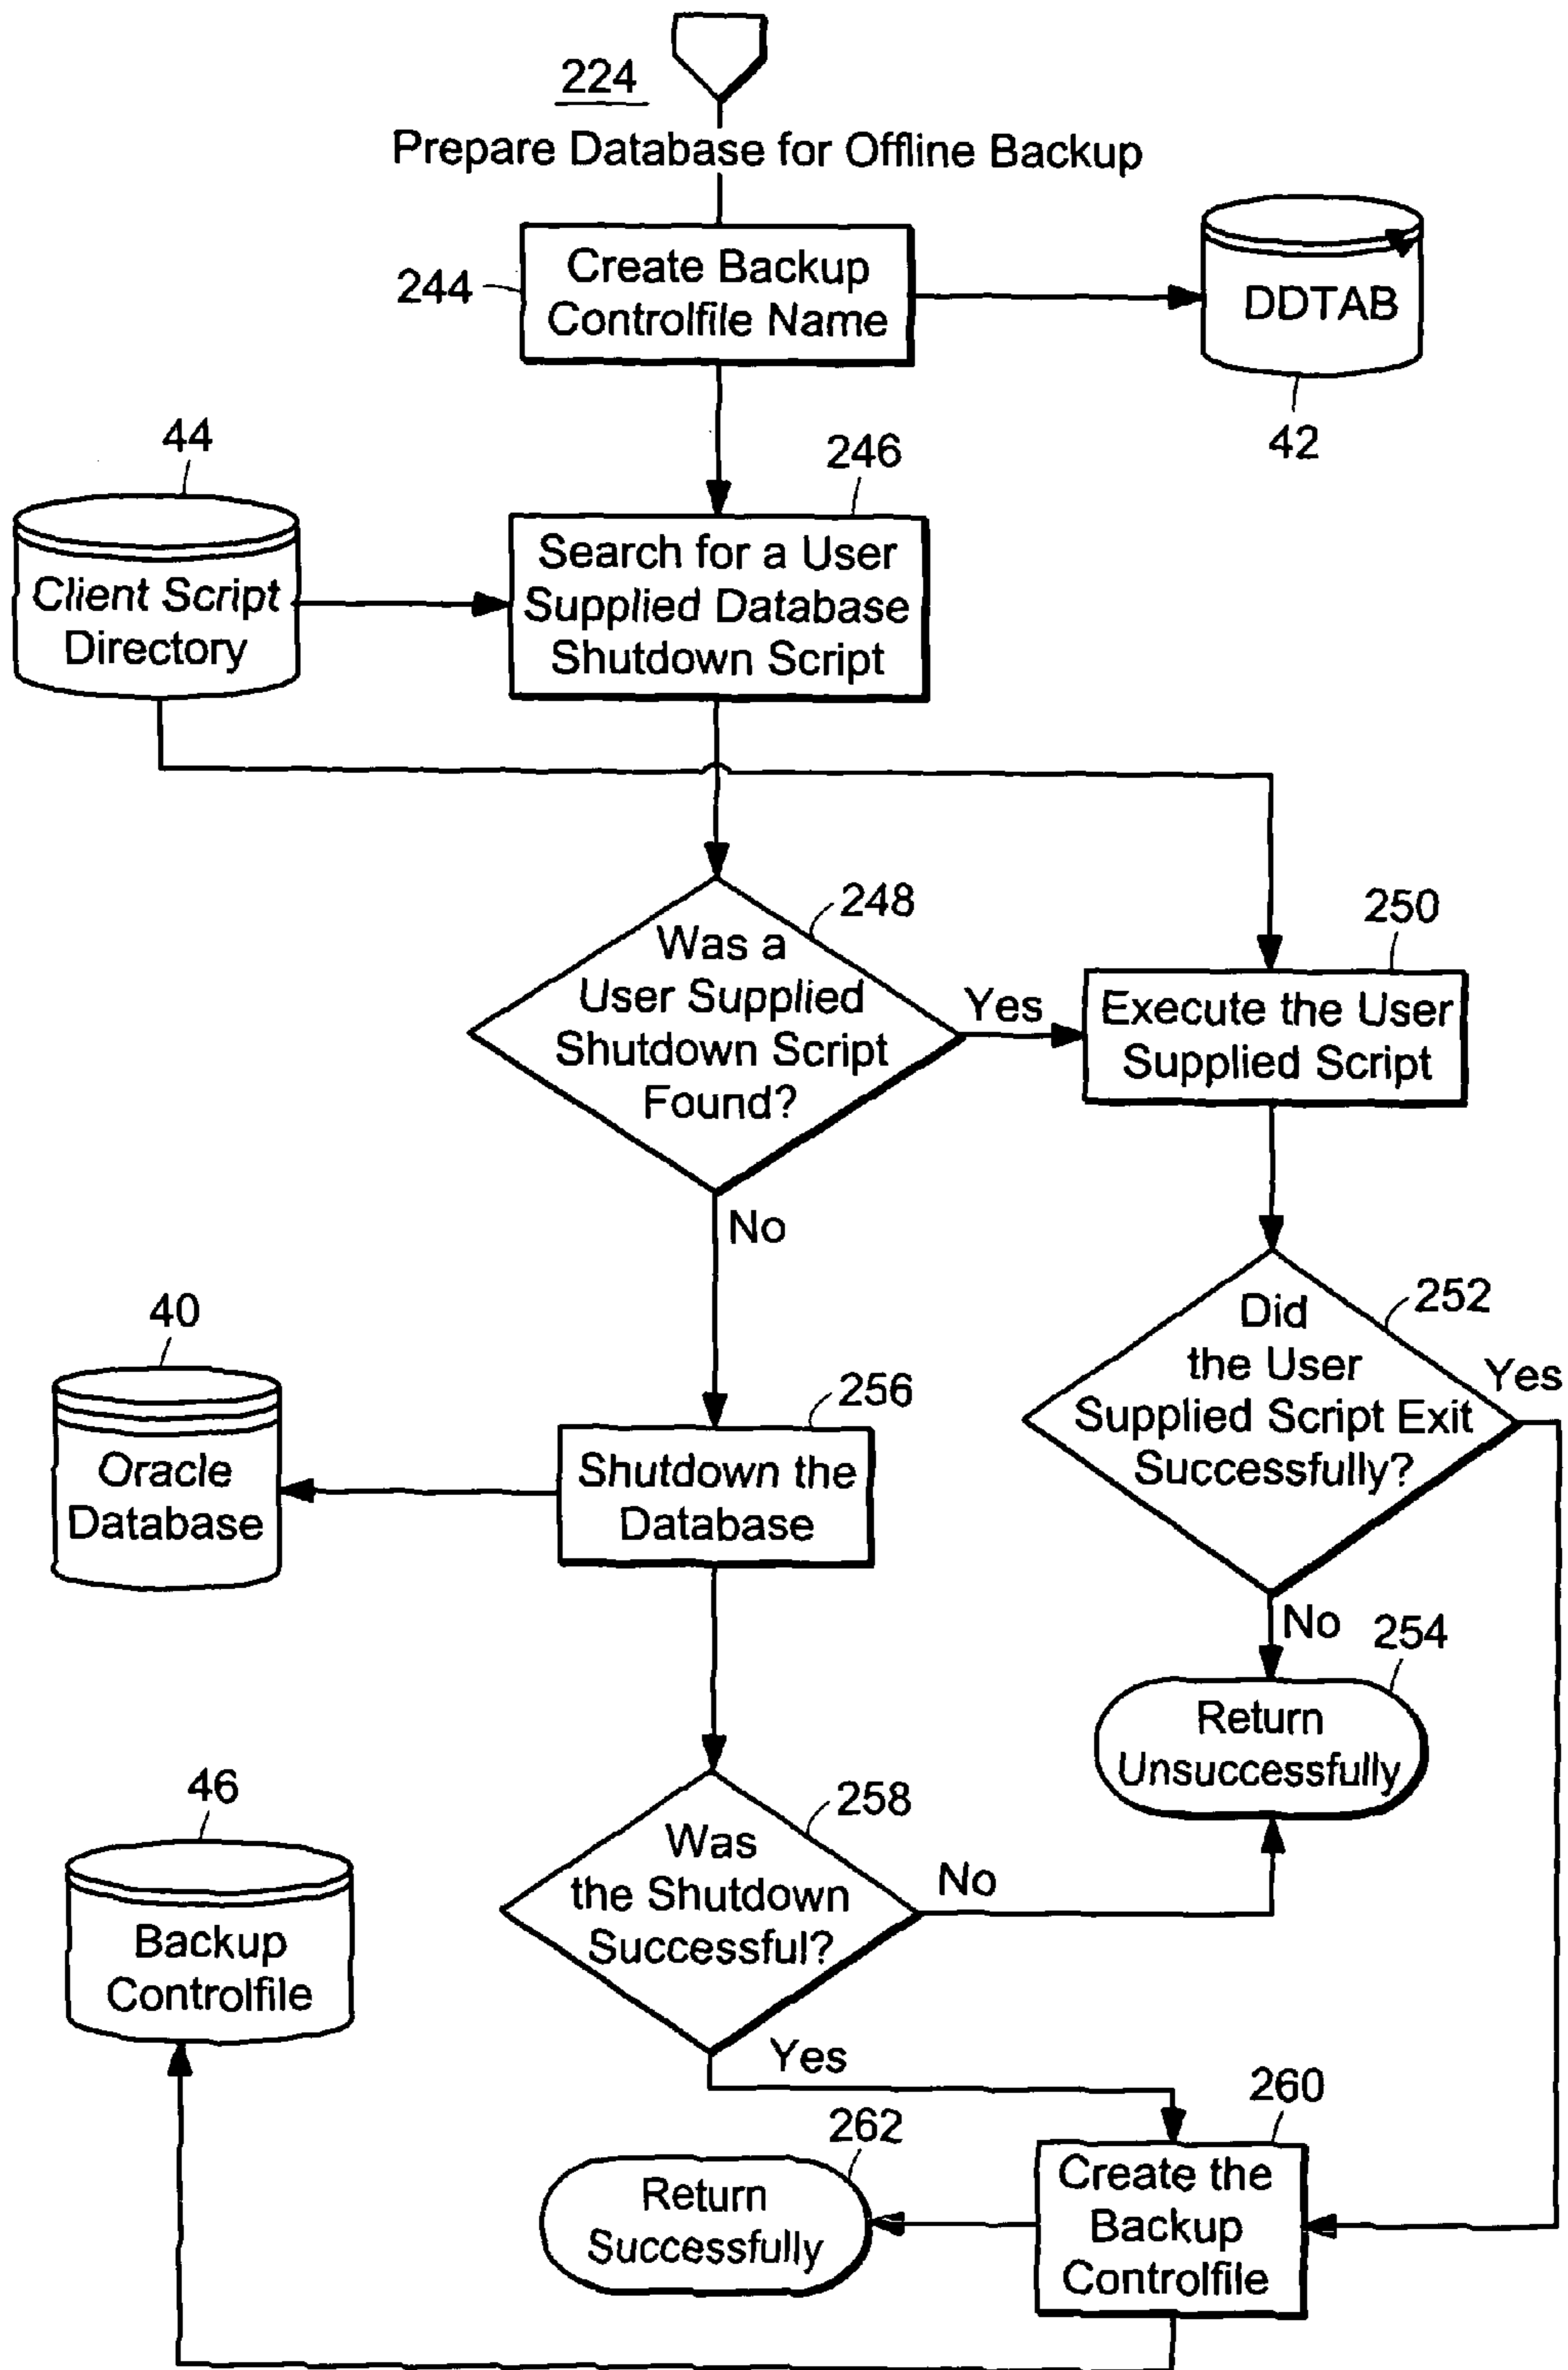 224
Prepare Database for Offline Backup
244
Create Backup
Controlfile Name
DDTAB
42
44
Client Script
Directory
246
Search for a User
Supplied Database
Shutdown Script
248
Was a
User Supplied
Shutdown Script
Found?
Yes
No
250
Execute the User
Supplied Script
252
Did
the User
Supplied Script Exit
Successfully?
Yes
No
254
Return
Unsuccessfully
40
Oracle
Database
256
Shutdown the
Database
258
Was
the Shutdown
Successful?
No
Yes
46
Backup
Controlfile
260
Create the
Backup
Controlfile
262
Return
Successfully